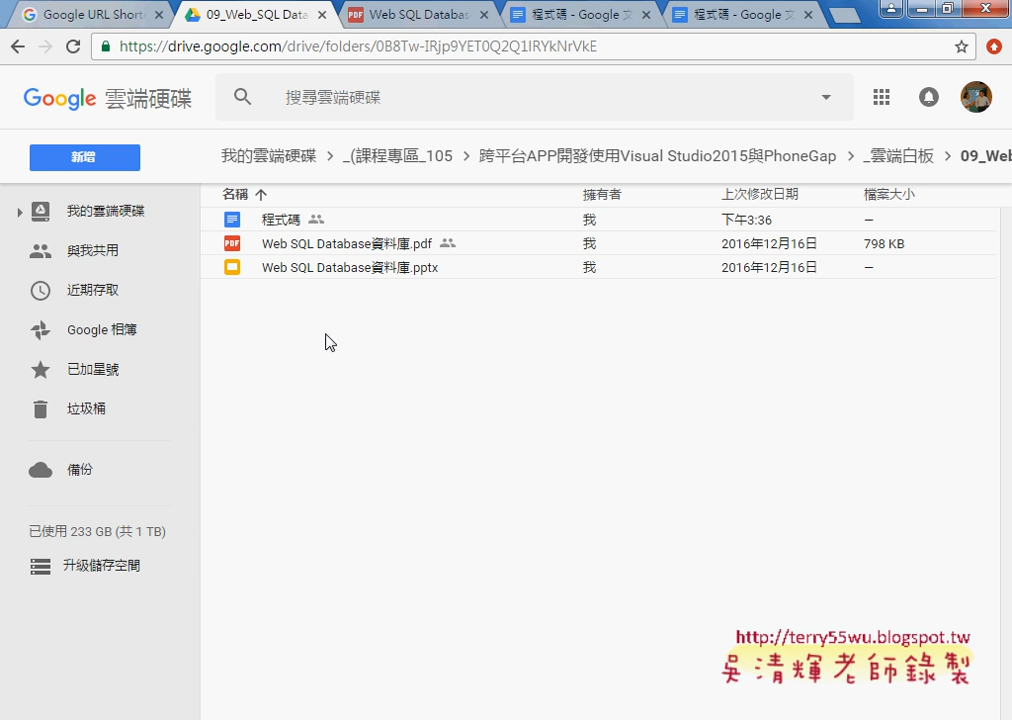 Google URL Shorte
09_Web_SQL Data
Web SQL Databas
程式碼 - Google 文
程式碼 - Google 文
https://drive.google.com/drive/folders/0B8Tw-IRjp9YET0Q2Q1lRYkNrVkE
Google 雲端硬碟
搜尋雲端硬碟
新增
我的雲端硬碟 > _(課程專區_105 > 跨平台APP開發使用Visual Studio2015與PhoneGap > _雲端白板 > 09_Web
名稱 擁有者 上次修改日期 檔案大小
程式碼 我 下午3:36 –
PDF Web SQL Database資料庫.pdf 我 2016年12月16日 798 KB
Web SQL Database資料庫.pptx 我 2016年12月16日 –
我的雲端硬碟
與我共用
近期存取
Google 相簿
已加星號
垃圾桶
備份
已使用 233 GB (共 1 TB)
升級儲存空間
http://terry55wu.blogspot.tw
吳清輝老師錄製